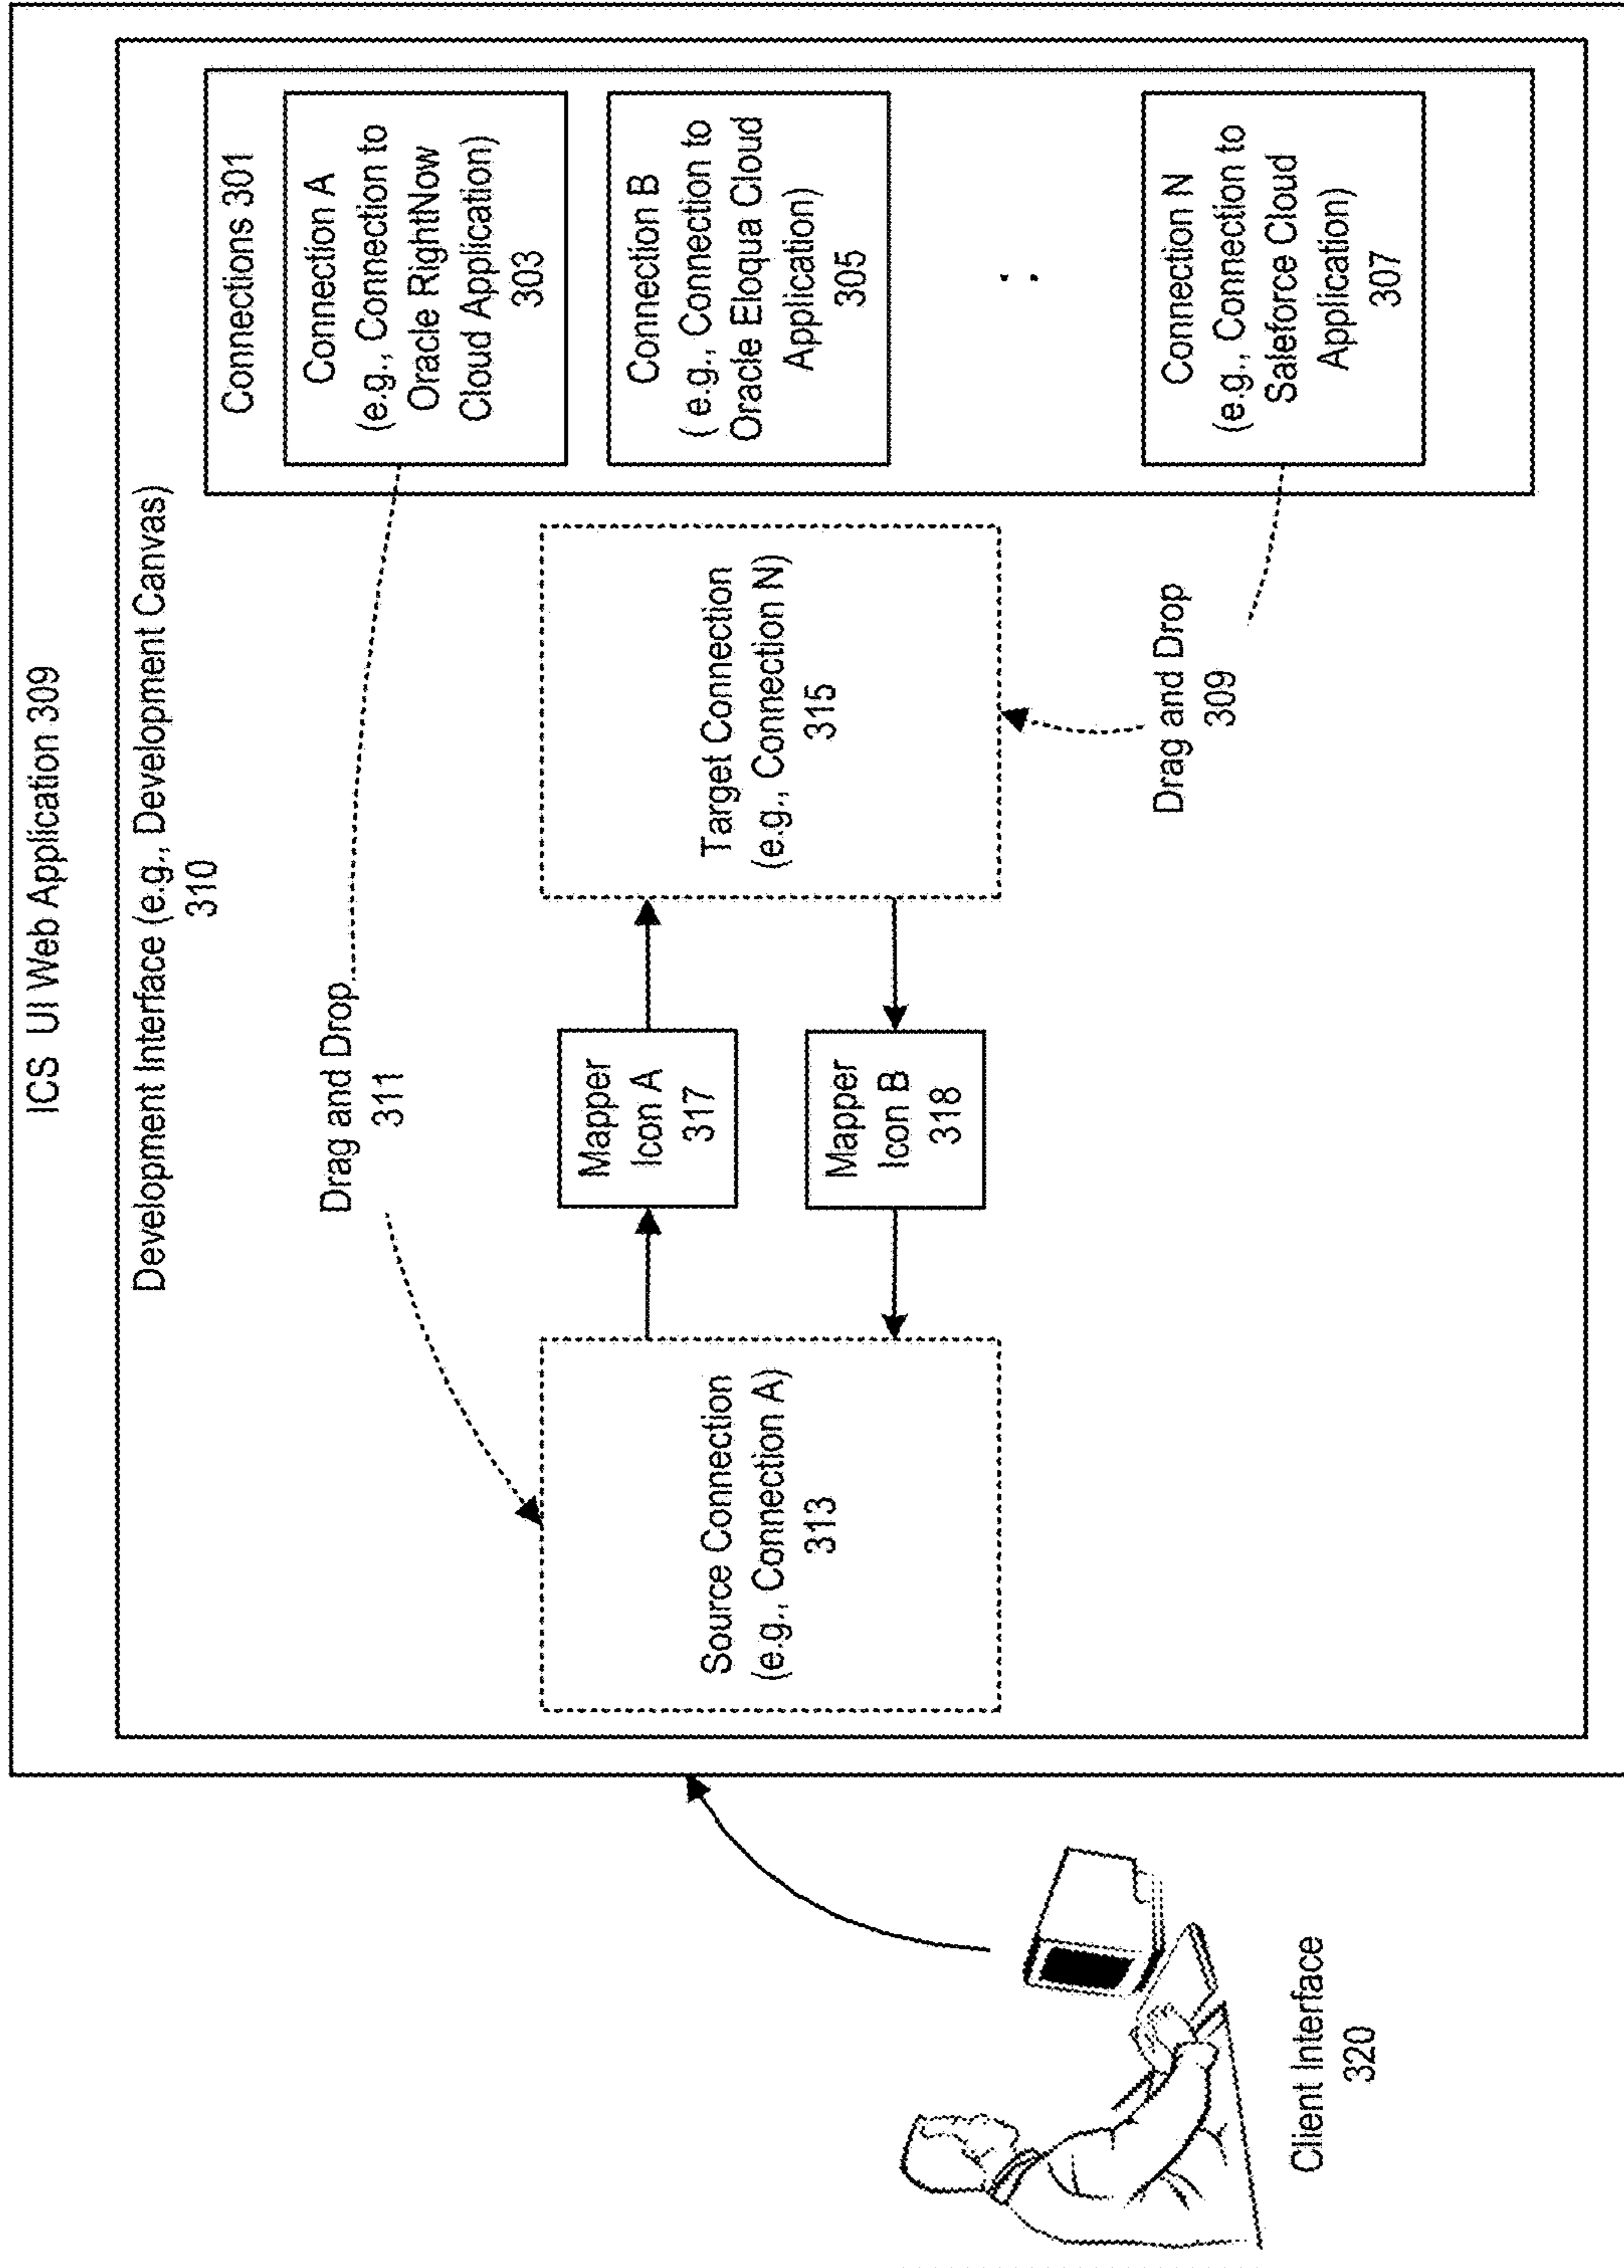 ICS UI Web Application 309
Development Interface (e.g., Development Canvas)
310
Connections 301
Connection A
(e.g., Connection to
Oracle RightNow
Cloud Application)
303
Connection B
( e.g., Connection to
Oracle Eloqua Cloud
Application)
305
Connection N
(e.g., Connection to
Saleforce Cloud
Application)
307
Drag and Drop
311
Source Connection
(e.g., Connection A)
313
Mapper
Icon A
317
Mapper
Icon B
318
Target Connection
(e.g., Connection N)
315
Drag and Drop
309
Client Interface
320